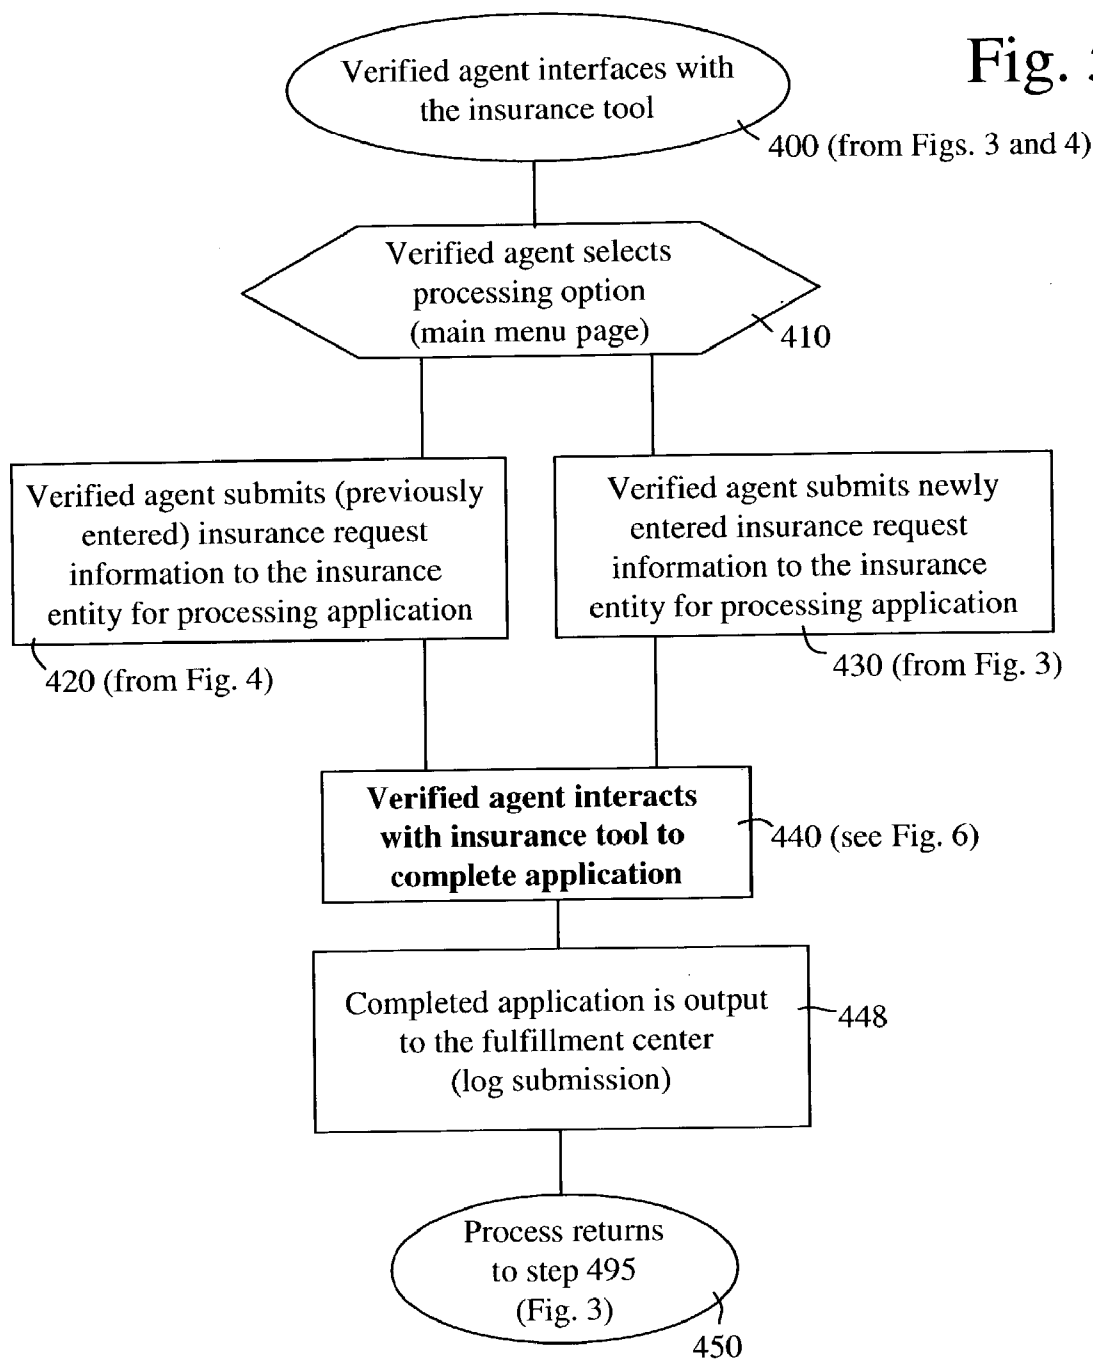 Fig.
Verified agent interfaces with
the insurance tool
400 (from Figs. 3 and 4)
Verified agent selects
processing option
(main menu page)
410
Verified agent submits (previously
entered) insurance request
information to the insurance
entity for processing application
420 (from Fig. 4)
Verified agent submits newly
entered insurance request
information to the insurance
entity for processing application
430 (from Fig. 3)
Verified agent interacts
with insurance tool to
complete application
440 (see Fig. 6)
Completed application is output
to the fulfillment center
(log submission)
448
Process returns
to step 495
(Fig. 3)
450